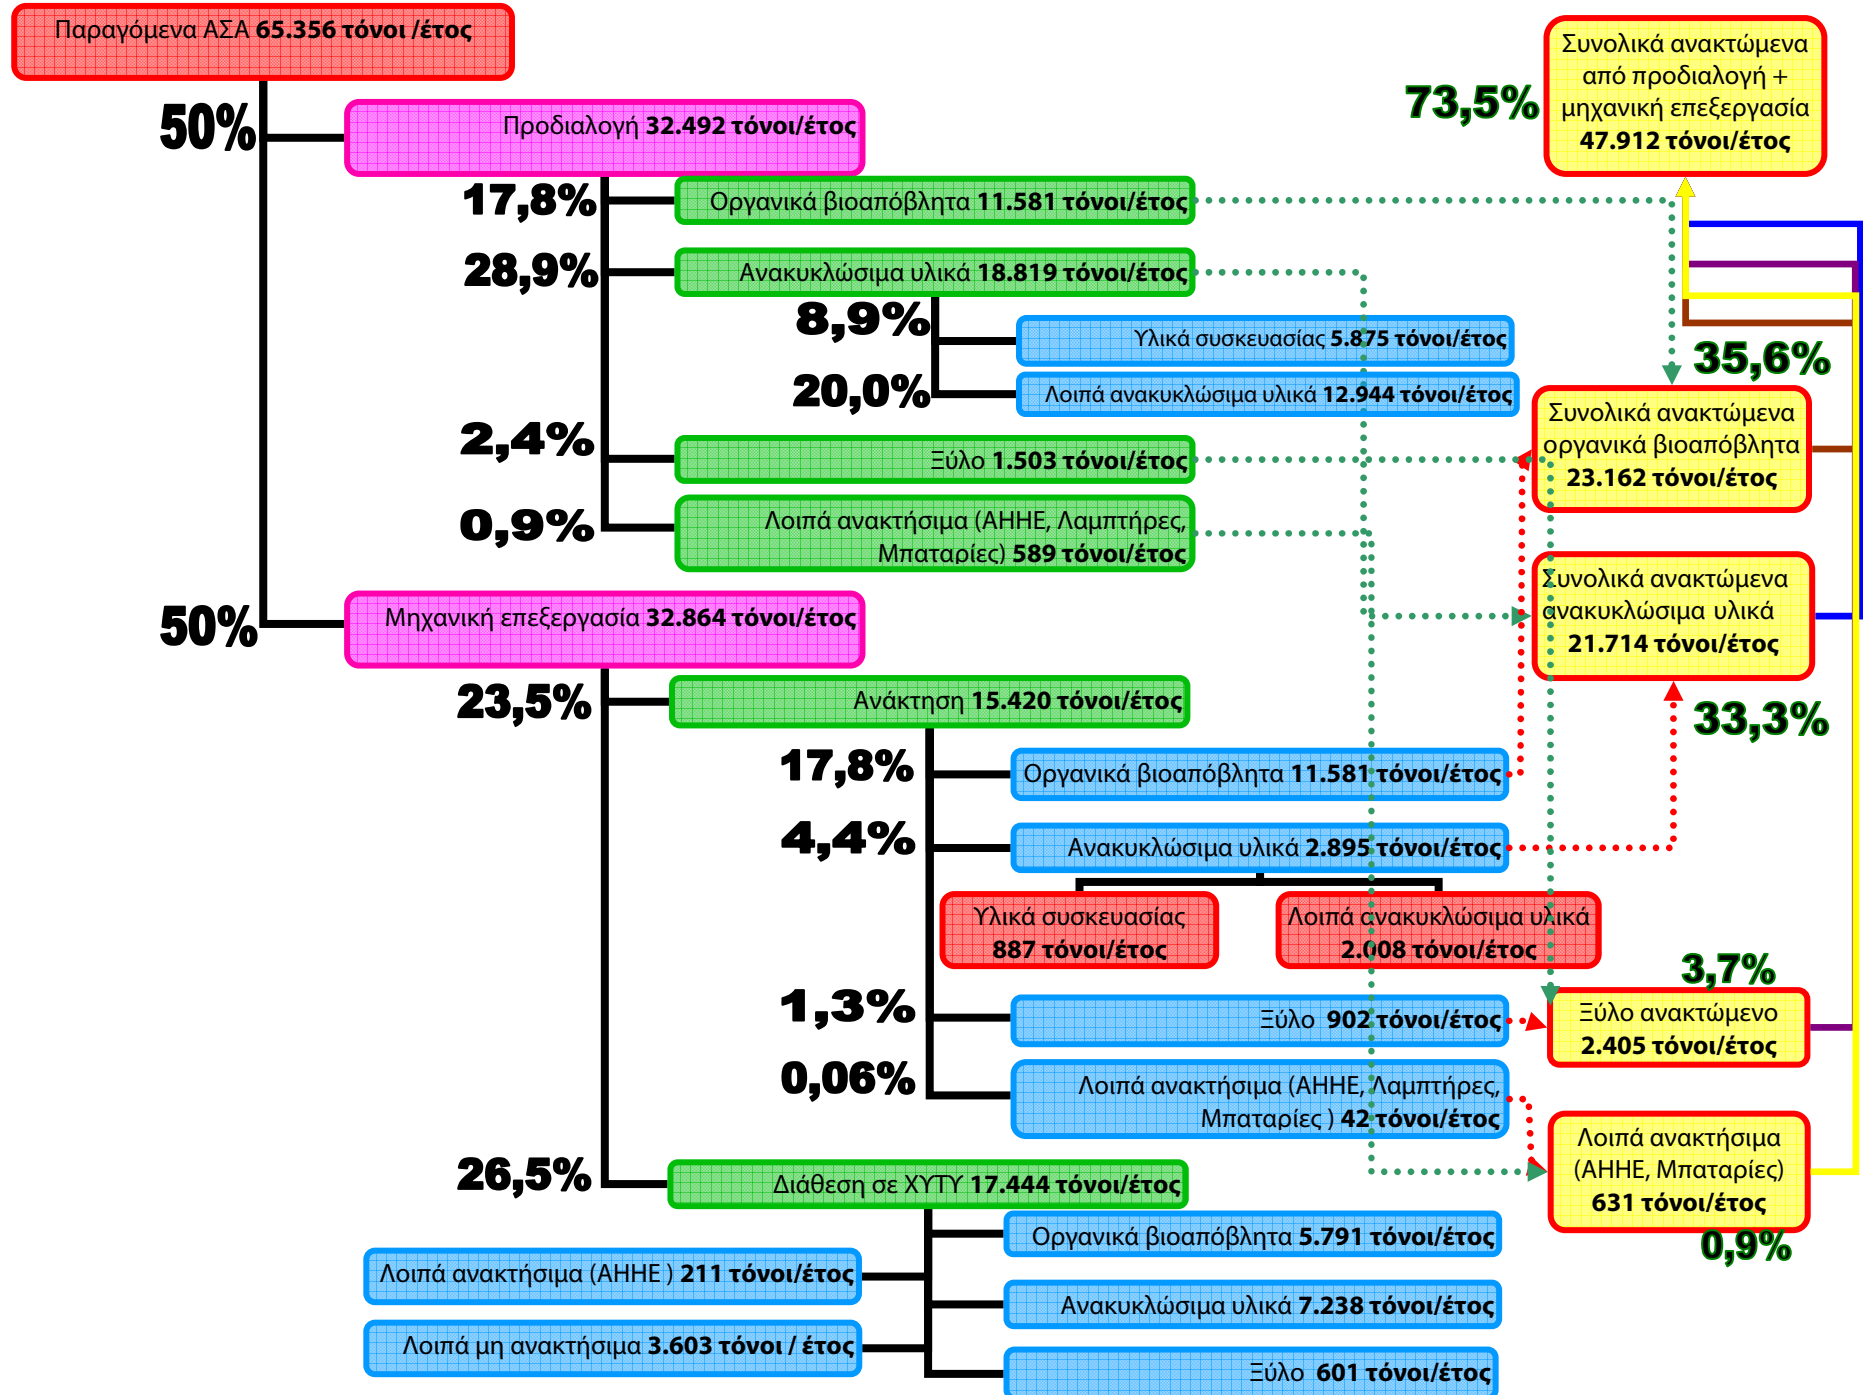 Παραγόμενα ΑΣΑ 65.356 τόνοι /έτος
50%
Προδιαλογή 32.492 τόνοι/έτος
17,8%
Οργανικά βιοαπόβλητα 11.581 τόνοι/έτος
28,9%
Ανακυκλώσιμα υλικά 18.819 τόνοι/έτος
8,9%
Υλικά συσκευασίας 5.875 τόνοι/έτος
20,0%
Λοιπά ανακυκλώσιμα υλικά 12.944 τόνοι/έτος
2,4%
Ξύλο 1.503 τόνοι/έτος
0,9%
Λοιπά ανακτήσιμα (ΑΗΗΕ, Λαμπτήρες,
Μπαταρίες) 589 τόνοι/έτος
50%
Μηχανική επεξεργασία 32.864 τόνοι/έτος
23,5%
Ανάκτηση 15.420 τόνοι/έτος
17,8%
Οργανικά βιοαπόβλητα 11.581 τόνοι/έτος
4,4%
Ανακυκλώσιμα υλικά 2.895 τόνοι/έτος
Υλικά συσκευασίας
887 τόνοι/έτος
Λοιπά ανακυκλώσιμα υλικά
2.008 τόνοι/έτος
1,3%
Ξύλο 902 τόνοι/έτος
0,06%
Λοιπά ανακτήσιμα (ΑΗΗΕ, Λαμπτήρες,
Μπαταρίες ) 42 τόνοι/έτος
26,5%
Διάθεση σε ΧΥΤΥ 17.444 τόνοι/έτος
Οργανικά βιοαπόβλητα 5.791 τόνοι/έτος
Λοιπά ανακτήσιμα (ΑΗΗΕ ) 211 τόνοι/έτος
Ανακυκλώσιμα υλικά 7.238 τόνοι/έτος
Λοιπά μη ανακτήσιμα 3.603 τόνοι / έτος
Ξύλο 601 τόνοι/έτος
73,5%
Συνολικά ανακτώμενα
από προδιαλογή +
μηχανική επεξεργασία
47.912 τόνοι/έτος
35,6%
Συνολικά ανακτώμενα
οργανικά βιοαπόβλητα
23.162 τόνοι/έτος
Συνολικά ανακτώμενα
ανακυκλώσιμα υλικά
21.714 τόνοι/έτος
33,3%
3,7%
Ξύλο ανακτώμενο
2.405 τόνοι/έτος
Λοιπά ανακτήσιμα
(ΑΗΗΕ, Μπαταρίες)
631 τόνοι/έτος
0,9%